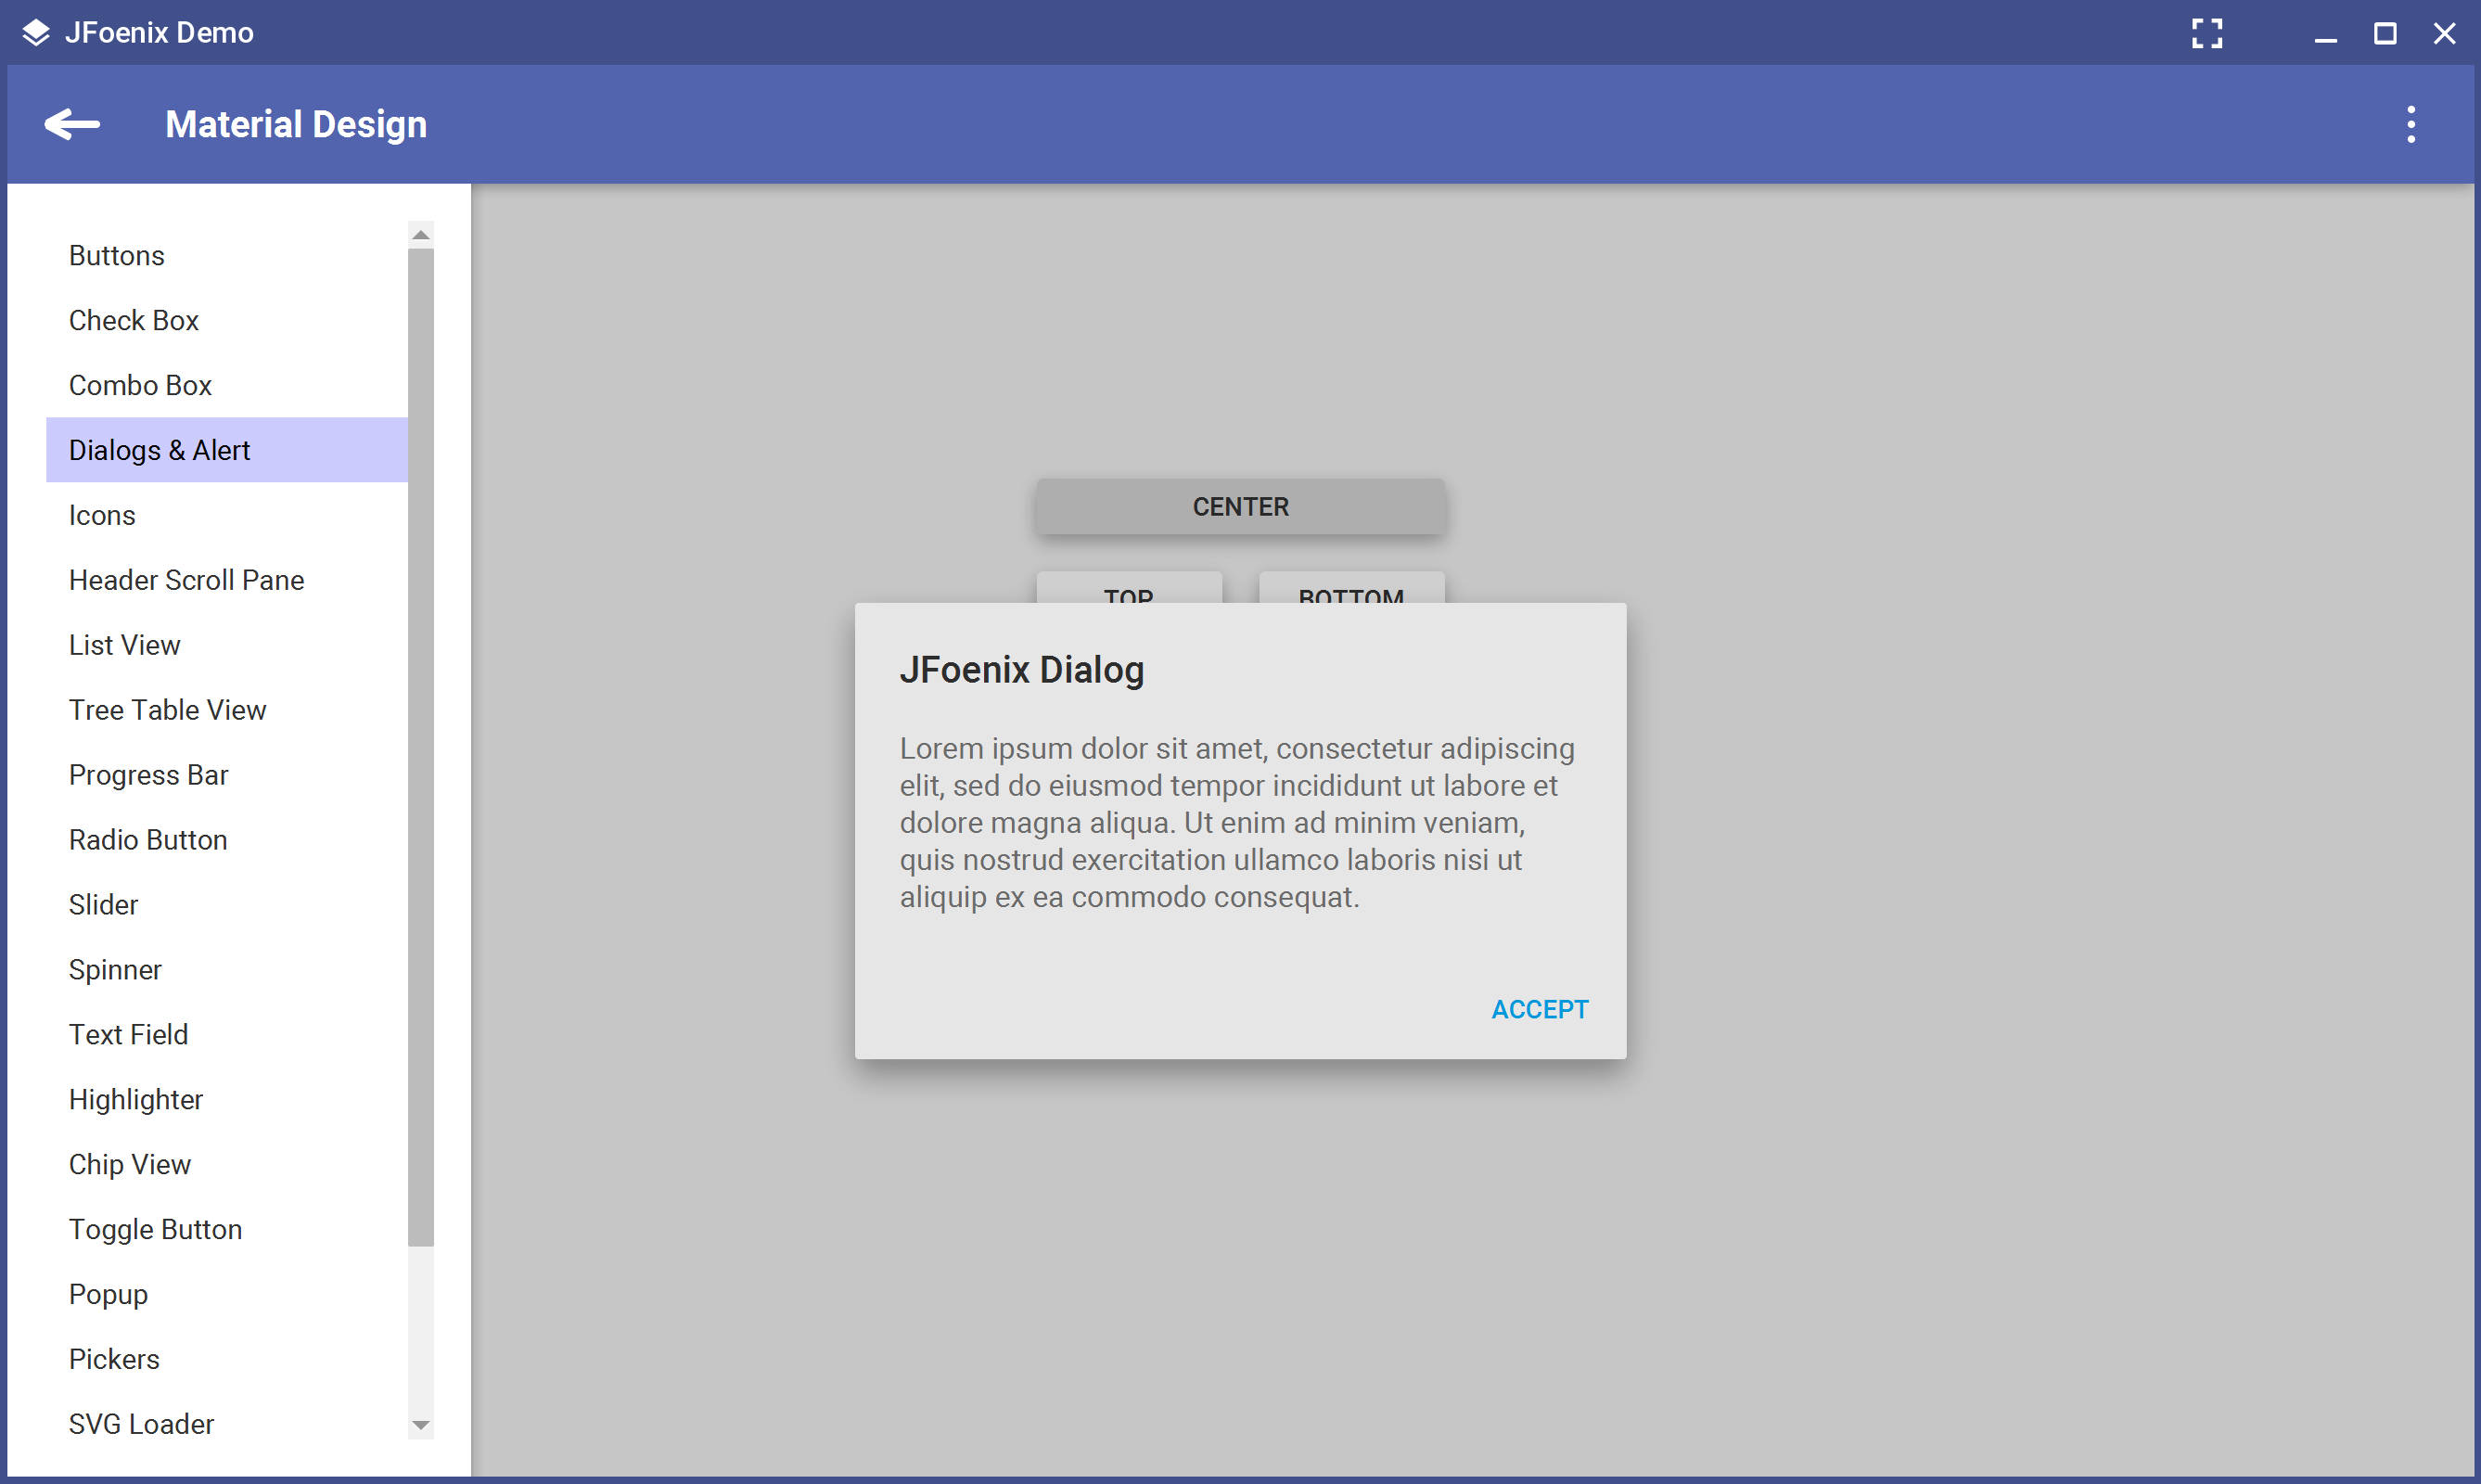 JFoenix Demo
Material Design
Buttons
Check Box
Combo Box
Dialogs & Alert
Icons
Header Scroll Pane
List View
Tree Table View
Progress Bar
Radio Button
Slider
Spinner
Text Field
Highlighter
Chip View
Toggle Button
Popup
Pickers
SVG Loader
CENTER
TOP BOTTOM
JFoenix Dialog
Lorem ipsum dolor sit amet, consectetur adipiscing
elit, sed do eiusmod tempor incididunt ut labore et
dolore magna aliqua. Ut enim ad minim veniam,
quis nostrud exercitation ullamco laboris nisi ut
aliquip ex ea commodo consequat.
ACCEPT